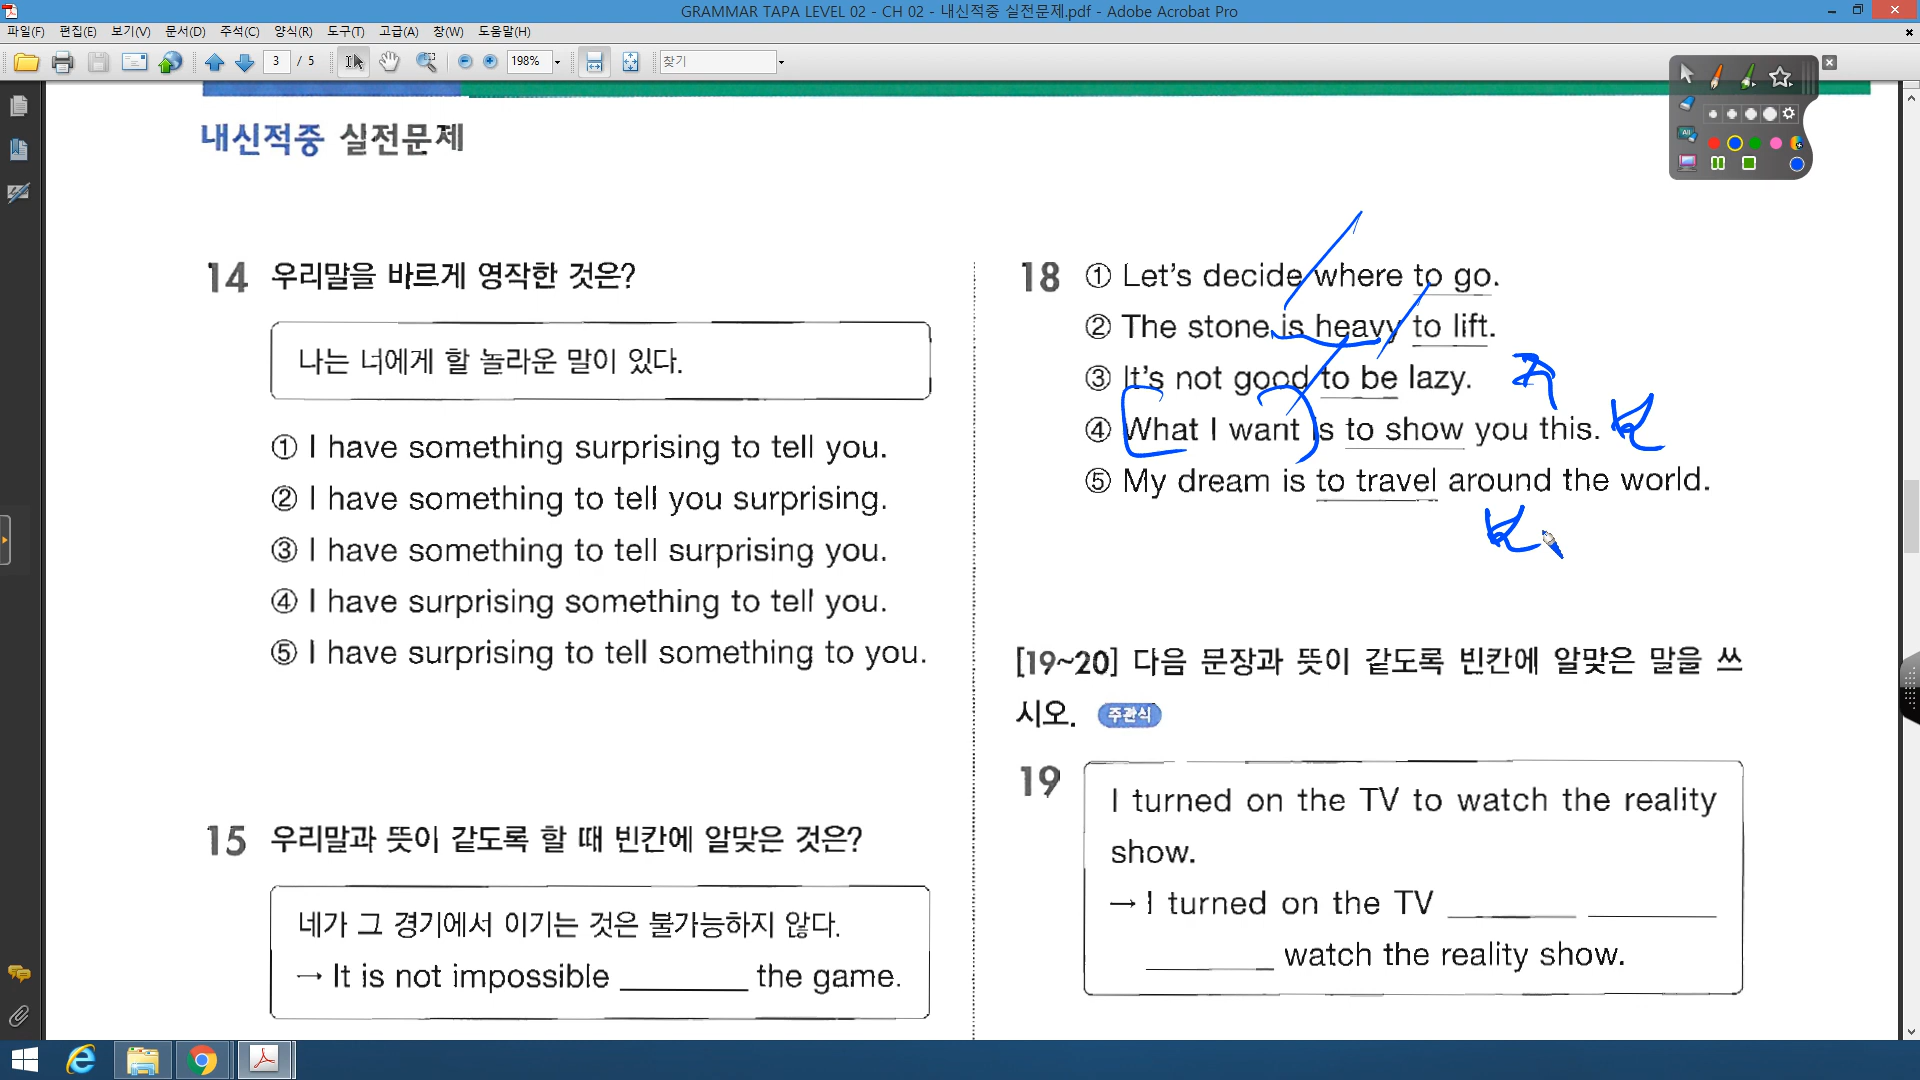 GRAMMAR TAPA LEVEL 02 - CH 02 - 내신적중 실전문제.pdf - Adobe Acrobat Pro
파일(F) 편집(E) 보기(V) 문서(D) 주석(C) 양식(R) 도구(T) 고급(A) 창(W) 도움말(H)
3 / 5 198% 찾기
내신적중 실전문제
14 우리말을 바르게 영작한 것은?
나는 너에게 할 놀라운 말이 있다.
① I have something surprising to tell you.
② I have something to tell you surprising.
③ I have something to tell surprising you.
④ I have surprising something to tell you.
⑤ I have surprising to tell something to you.
15 우리말과 뜻이 같도록 할 때 빈칸에 알맞은 것은?
네가 그 경기에서 이기는 것은 불가능하지 않다.
→ It is not impossible ________ the game.
18 ① Let's decide where to go.
② The stone is heavy to lift.
③ It's not good to be lazy.
④ What I want is to show you this.
⑤ My dream is to travel around the world.
[19~20] 다음 문장과 뜻이 같도록 빈칸에 알맞은 말을 쓰
시오. 주관식
19 I turned on the TV to watch the reality
show.
→ I turned on the TV ________ ________
________ watch the reality show.